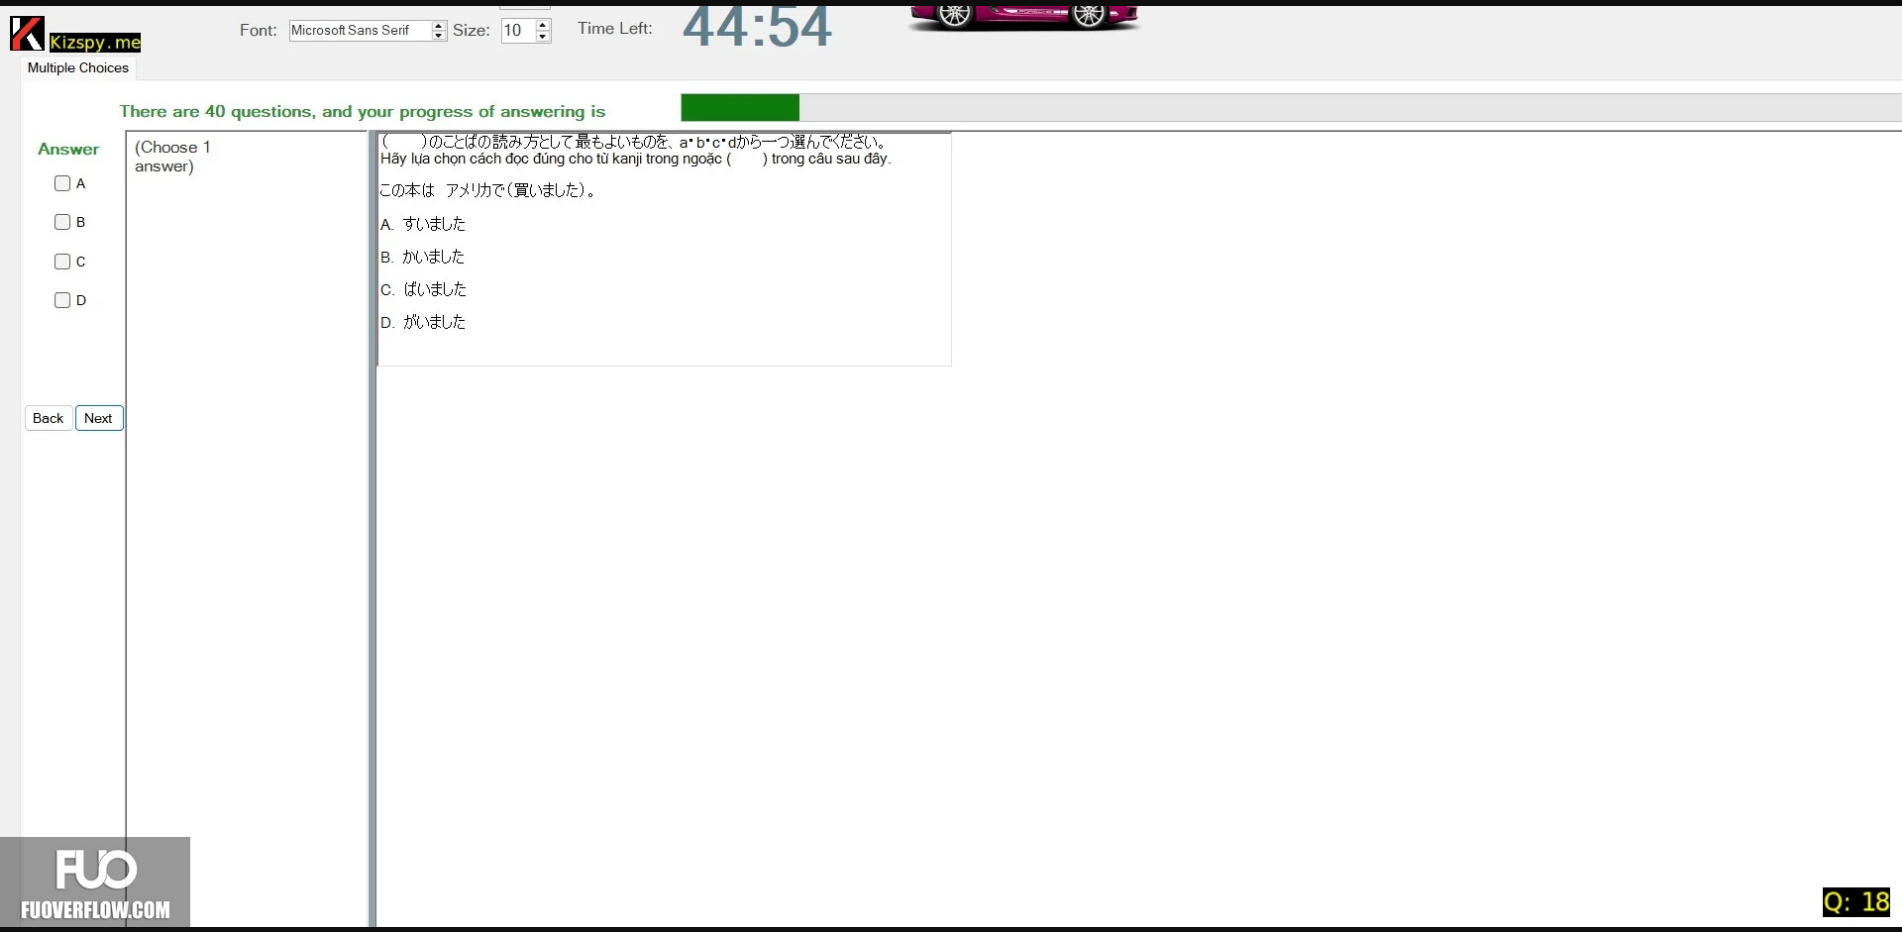 Kizspy.me
Font: Microsoft Sans Serif Size: 10 Time Left: 44:54
Multiple Choices
There are 40 questions, and your progress of answering is
Answer
A
B
C
D
Back Next
(Choose 1
answer)
(　　)のことばの読み方として最もよいものを、a・b・c・dから一つ選んでください。
Hãy lựa chọn cách đọc đúng cho từ kanji trong ngoặc (　　) trong câu sau đây.
この本は　アメリカで（買いました）。
A. すいました
B. かいました
C. ばいました
D. がいました
FUO
FUOVERFLOW.COM
Q: 18